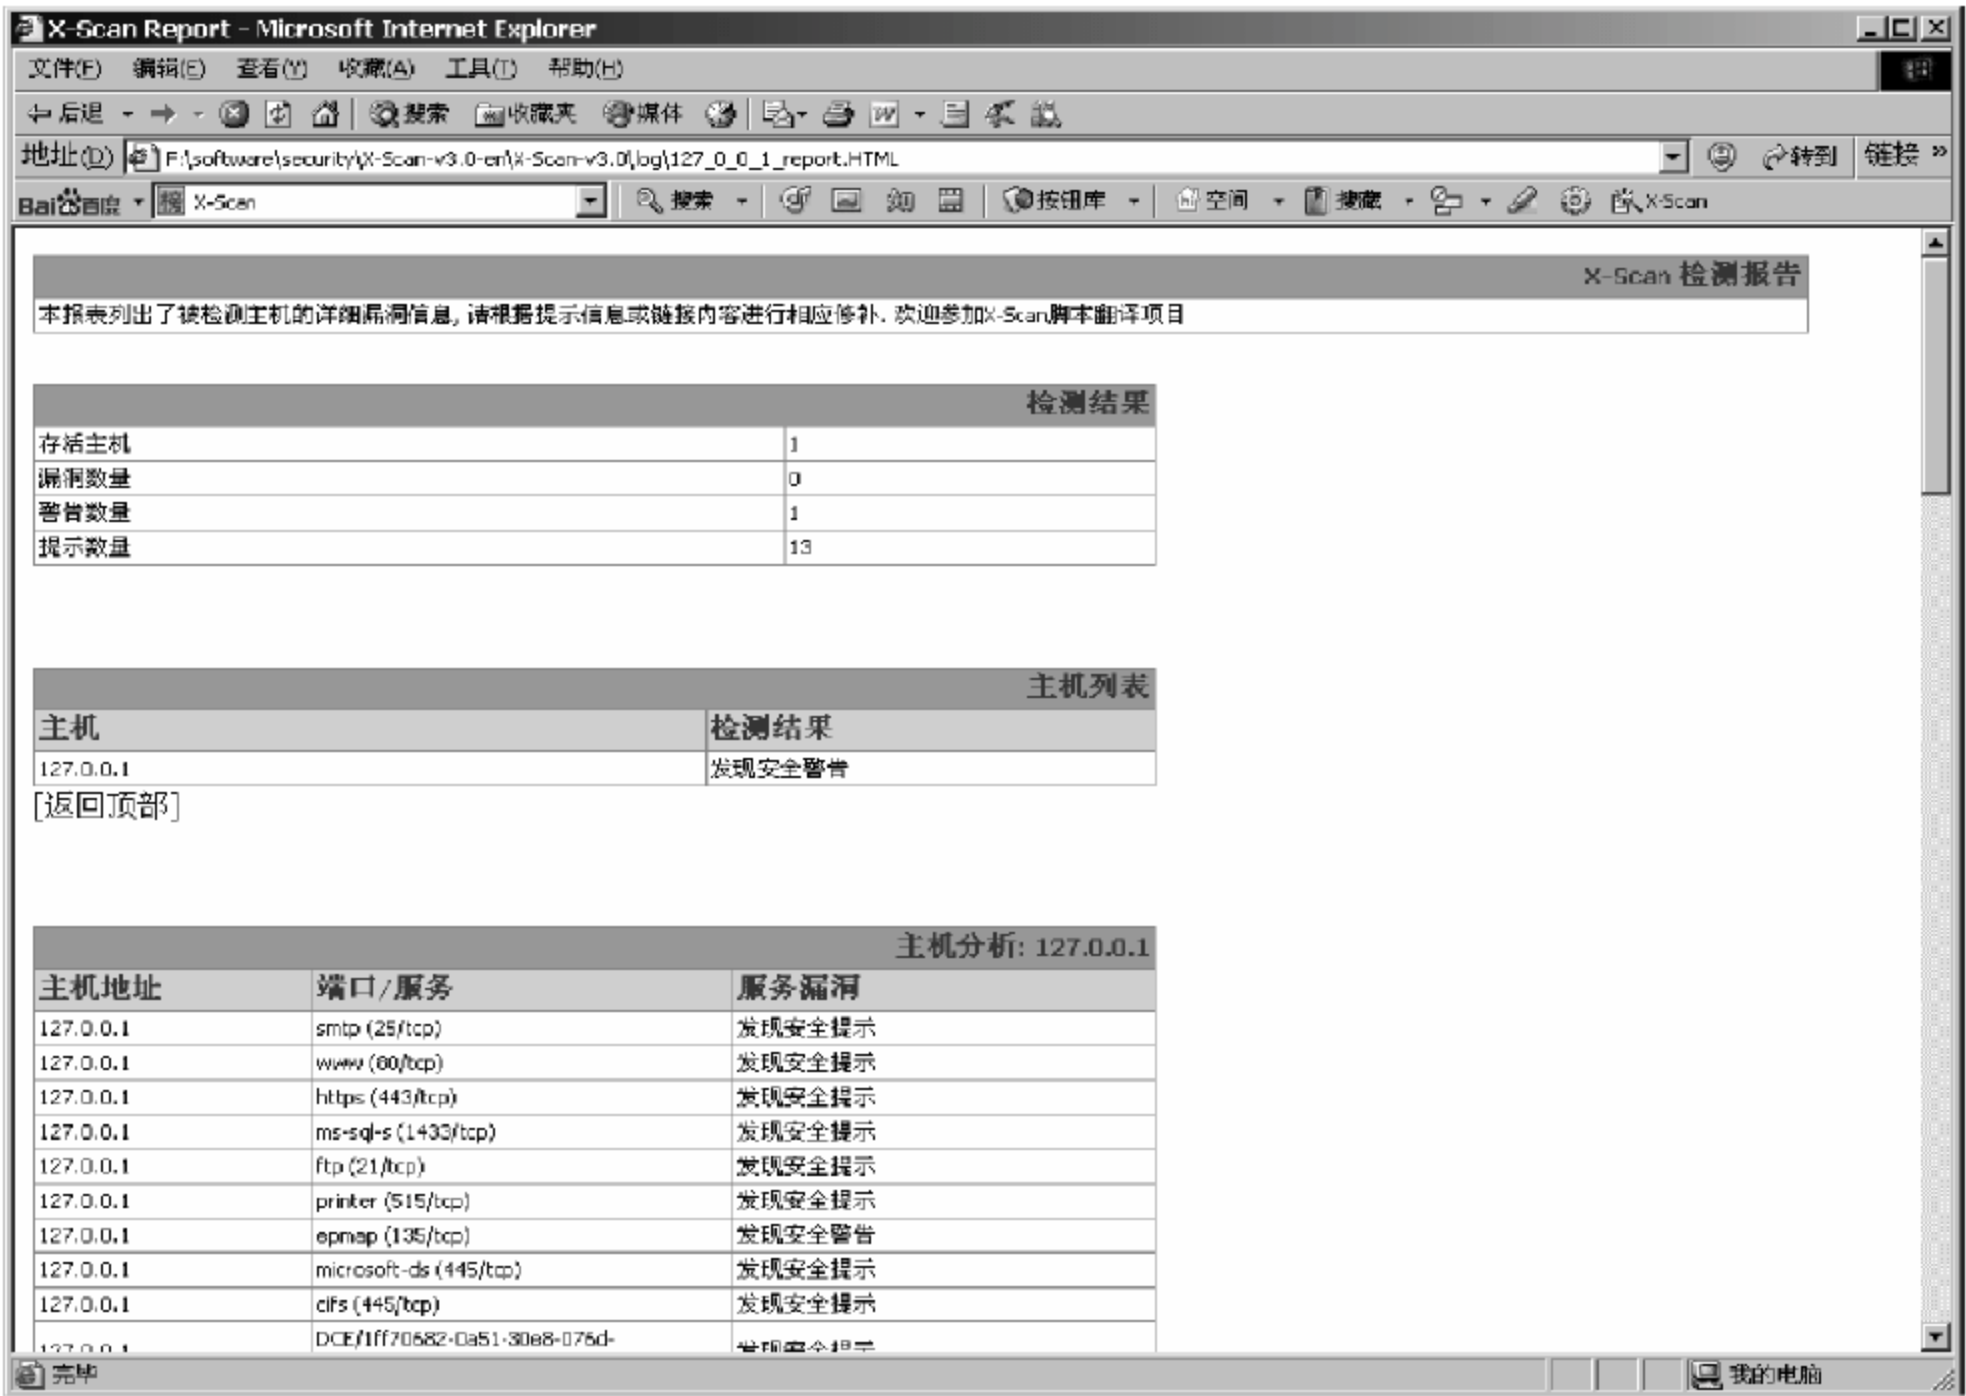 X-Scan Report - Microsoft Internet Explorer
文件(F) 编辑(E) 查看(V) 收藏(A) 工具(T) 帮助(H)
后退 搜索 收藏夹 媒体
地址(D) F:\software\security\X-Scan-v3.0-en\X-Scan-v3.0\log\127_0_0_1_report.HTML 转到 链接 »
Bai百度 搜 X-Scan 搜索 知 按钮库 空间 搜藏 X-Scan
X-Scan 检测报告
本报表列出了被检测主机的详细漏洞信息, 请根据提示信息或链接内容进行相应修补. 欢迎参加X-Scan脚本翻译项目
检测结果
存活主机 1
漏洞数量 0
警告数量 1
提示数量 13
主机列表
主机 检测结果
127.0.0.1 发现安全警告
[返回顶部]
主机分析: 127.0.0.1
主机地址 端口/服务 服务漏洞
127.0.0.1 smtp (25/tcp) 发现安全提示
127.0.0.1 www (80/tcp) 发现安全提示
127.0.0.1 https (443/tcp) 发现安全提示
127.0.0.1 ms-sql-s (1433/tcp) 发现安全提示
127.0.0.1 ftp (21/tcp) 发现安全提示
127.0.0.1 printer (515/tcp) 发现安全提示
127.0.0.1 epmap (135/tcp) 发现安全警告
127.0.0.1 microsoft-ds (445/tcp) 发现安全提示
127.0.0.1 cifs (445/tcp) 发现安全提示
127.0.0.1 DCE/1ff70682-0a51-30e8-076d- 发现安全提示
完毕 我的电脑